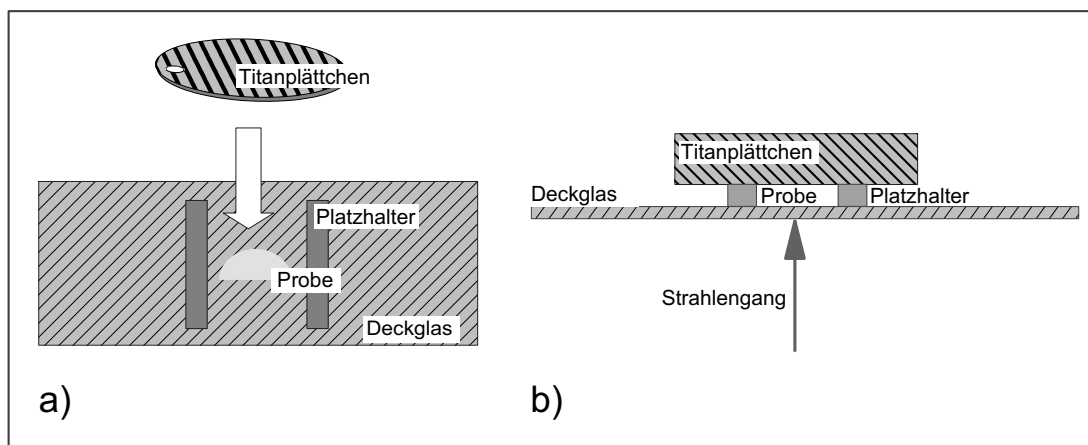 Titanplättchen
Platzhalter
Probe
Deckglas
a)
Titanplättchen
Deckglas
Probe
Platzhalter
Strahlengang
b)